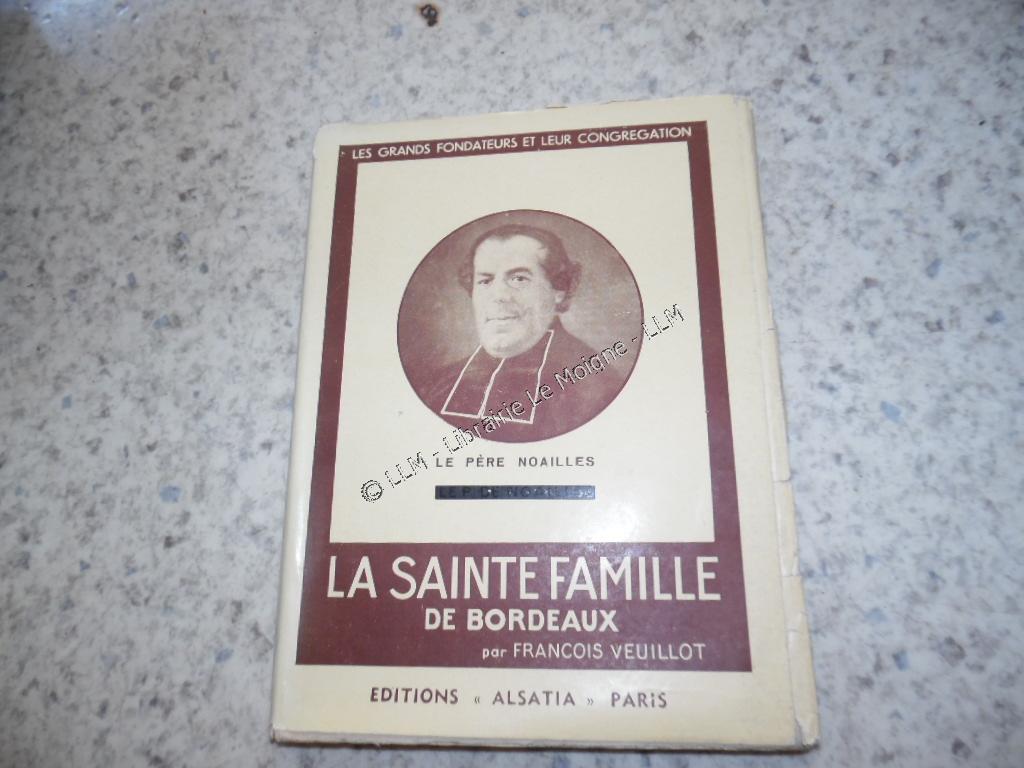 LES GRANDS FONDATEURS ET LEUR CONGREGATION
© LLM - Librairie Le Moigne - LLM
LE PÈRE NOAILLES
LA SAINTE FAMILLE
DE BORDEAUX
par FRANCOIS VEUILLOT
EDITIONS « ALSATIA » PARIS